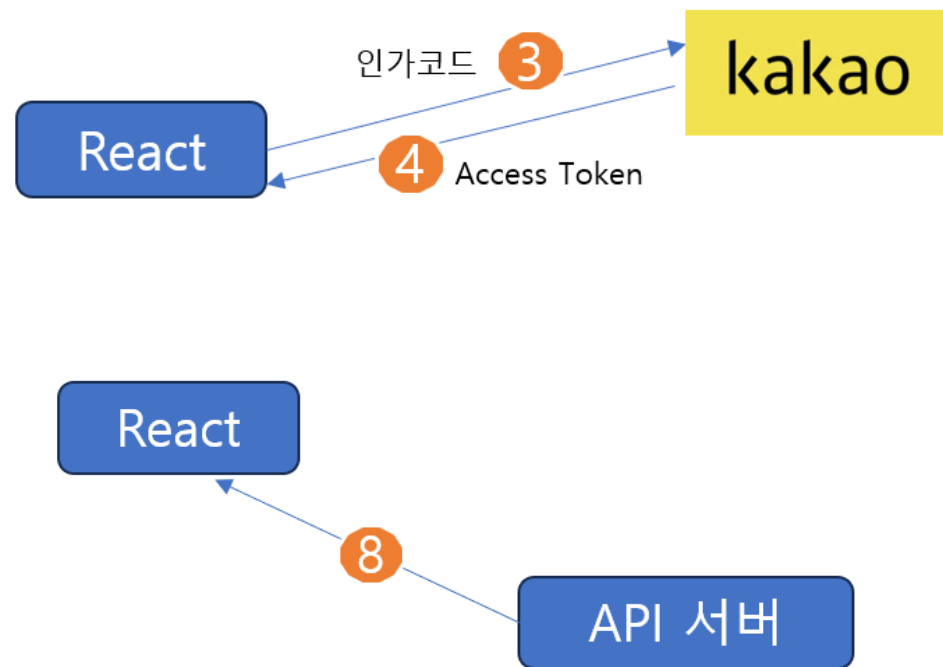 인가코드 3
kakao
React
4 Access Token
React
8
API 서버